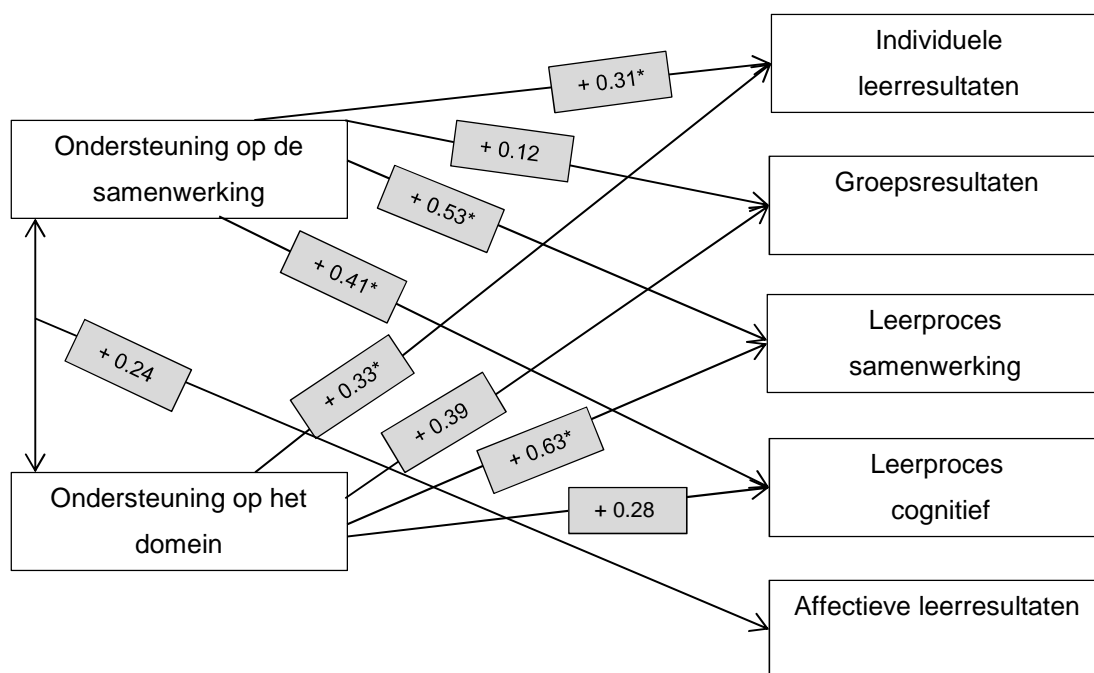 Individuele
leerresultaten
+ 0.31*
Ondersteuning op de
samenwerking
+ 0.12
Groepsresultaten
+ 0.53*
+ 0.41*
Leerproces
samenwerking
+ 0.24
+ 0.33*
+ 0.39
+ 0.63*
Leerproces
cognitief
Ondersteuning op het
domein
+ 0.28
Affectieve leerresultaten